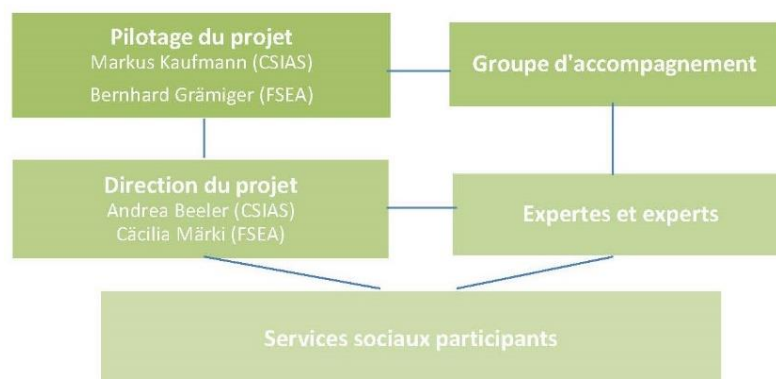 Pilotage du projet
Markus Kaufmann (CSIAS)
Bernhard Grämiger (FSEA)
Groupe d'accompagnement
Direction du projet
Andrea Beeler (CSIAS)
Cäcilia Märki (FSEA)
Expertes et experts
Services sociaux participants